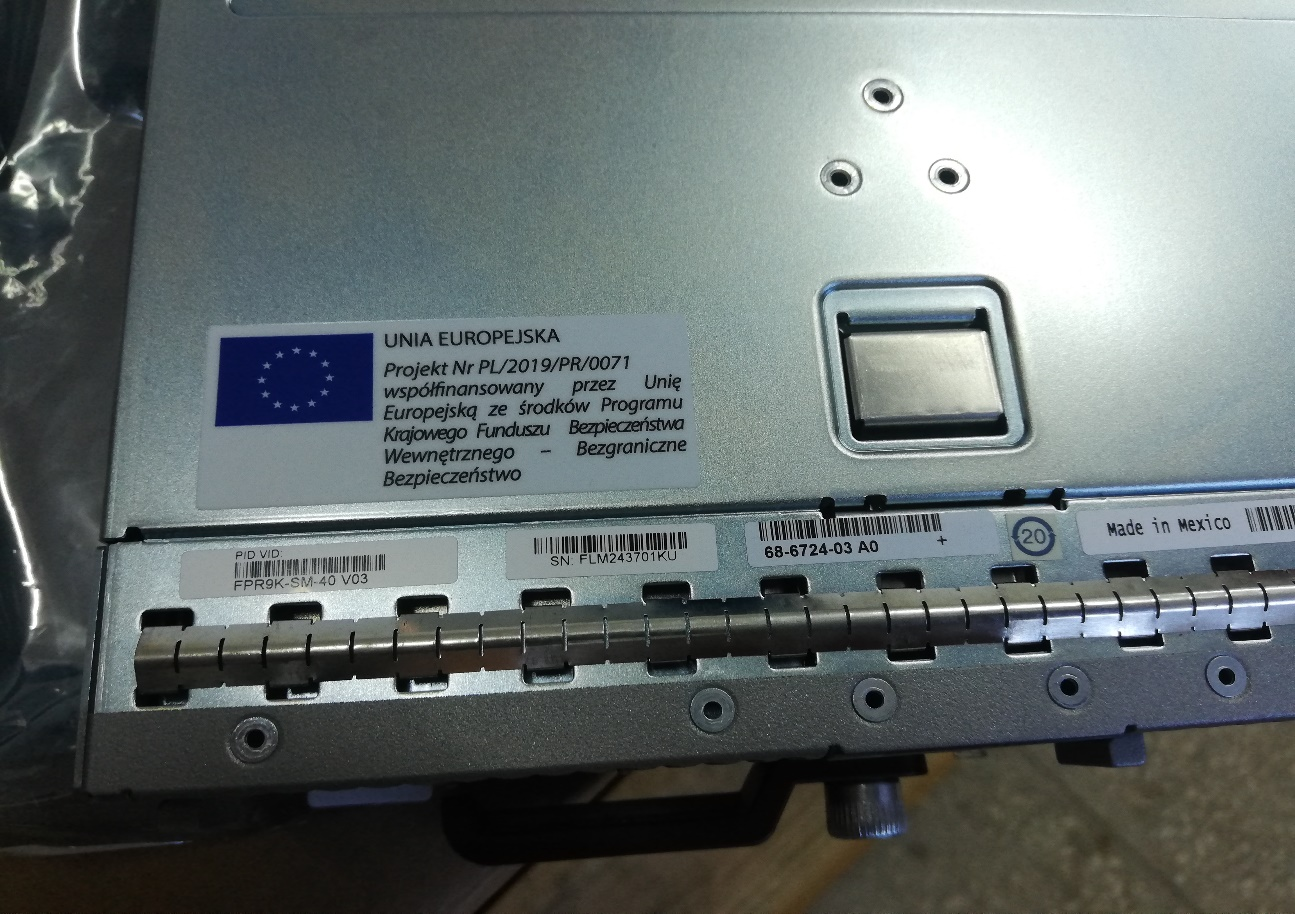 UNIA EUROPEJSKA
Projekt Nr PL/2019/PR/0071
współfinansowany przez Unię
Europejską ze środków Programu
Krajowego Funduszu Bezpieczeństwa
Wewnętrznego – Bezgraniczne
Bezpieczeństwo
PID VID:
FPR9K-SM-40 V03
SN: FLM243701KU
68-6724-03 A0 +
20
Made in Mexico